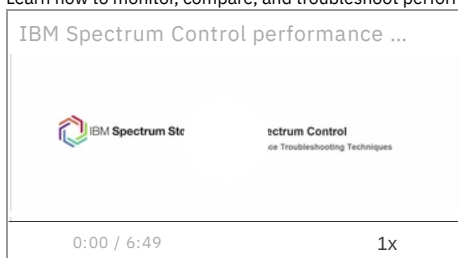 Learn how to monitor, compare, and troubleshoot perfor
IBM Spectrum Control performance ...
IBM Spectrum Sto
ectrum Control
ce Troubleshooting Techniques
0:00 / 6:49
1x